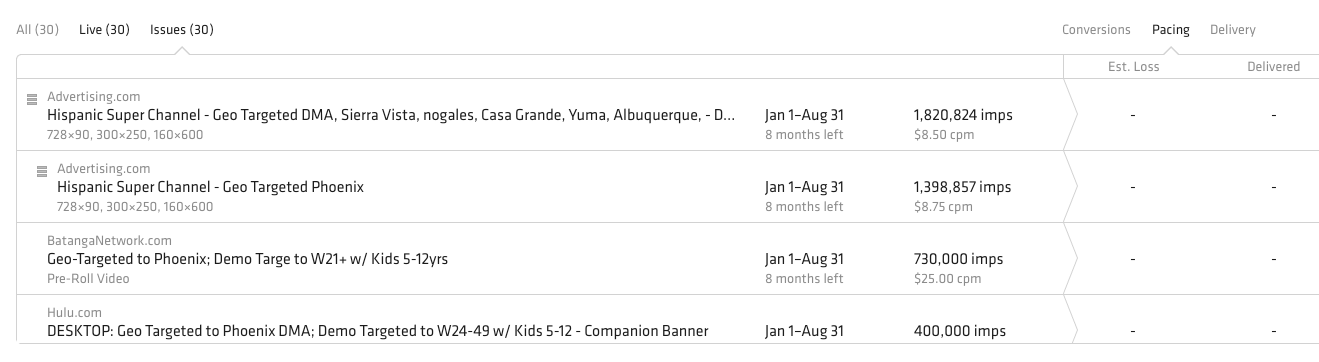 All (30) Live (30) Issues (30) Conversions Pacing Delivery
Est. Loss Delivered
Advertising.com
Hispanic Super Channel - Geo Targeted DMA, Sierra Vista, nogales, Casa Grande, Yuma, Albuquerque, - D... Jan 1–Aug 31 1,820,824 imps - -
728×90, 300×250, 160×600 8 months left $8.50 cpm
Advertising.com
Hispanic Super Channel - Geo Targeted Phoenix Jan 1–Aug 31 1,398,857 imps - -
728×90, 300×250, 160×600 8 months left $8.75 cpm
BatangaNetwork.com
Geo-Targeted to Phoenix; Demo Targe to W21+ w/ Kids 5-12yrs Jan 1–Aug 31 730,000 imps - -
Pre-Roll Video 8 months left $25.00 cpm
Hulu.com
DESKTOP: Geo Targeted to Phoenix DMA; Demo Targeted to W24-49 w/ Kids 5-12 - Companion Banner Jan 1–Aug 31 400,000 imps - -